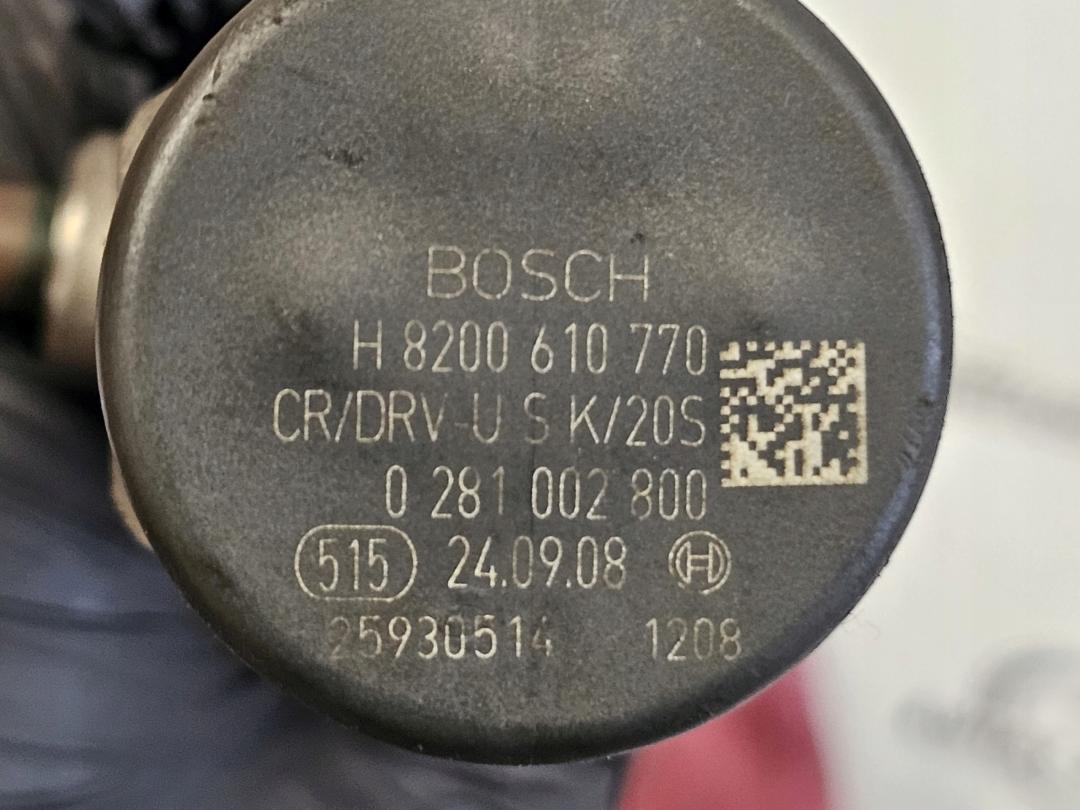 BOSCH
H 8200 610 770
CR/DRV-U S K/20S
0 281 002 800
515 24.09.08 H
25930514 1208